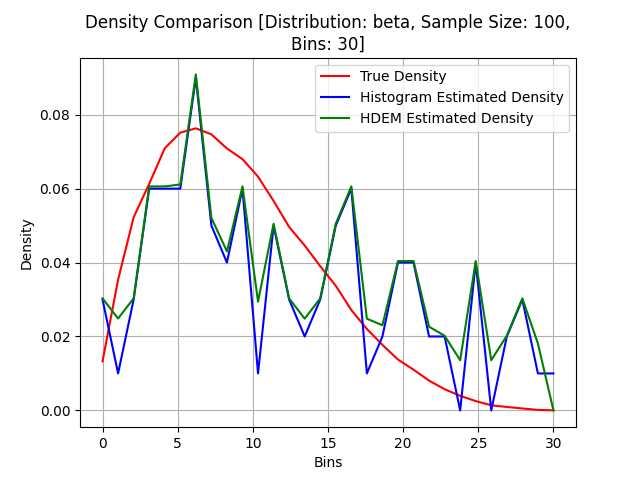 Density Comparison [Distribution: beta, Sample Size: 100,
Bins: 30]
True Density
Histogram Estimated Density
HDEM Estimated Density
Density
0.08
0.06
0.04
0.02
0.00
0
5
10
15
20
25
30
Bins